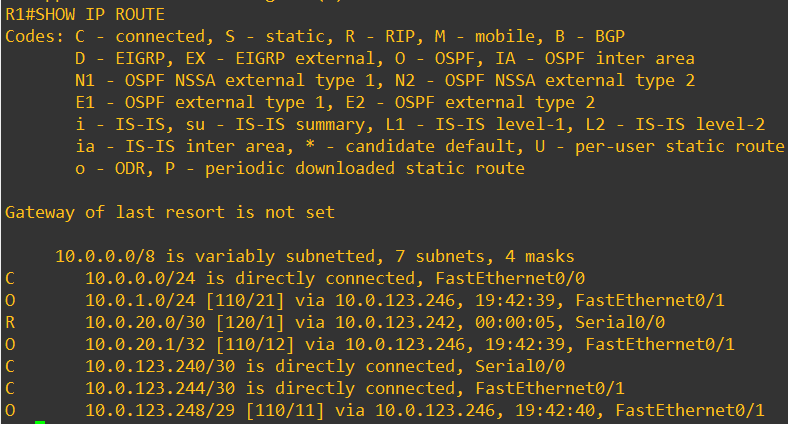 R1#SHOW IP ROUTE
Codes: C - connected, S - static, R - RIP, M - mobile, B - BGP
       D - EIGRP, EX - EIGRP external, O - OSPF, IA - OSPF inter area
       N1 - OSPF NSSA external type 1, N2 - OSPF NSSA external type 2
       E1 - OSPF external type 1, E2 - OSPF external type 2
       i - IS-IS, su - IS-IS summary, L1 - IS-IS level-1, L2 - IS-IS level-2
       ia - IS-IS inter area, * - candidate default, U - per-user static route
       o - ODR, P - periodic downloaded static route
Gateway of last resort is not set
     10.0.0.0/8 is variably subnetted, 7 subnets, 4 masks
C       10.0.0.0/24 is directly connected, FastEthernet0/0
O       10.0.1.0/24 [110/21] via 10.0.123.246, 19:42:39, FastEthernet0/1
R       10.0.20.0/30 [120/1] via 10.0.123.242, 00:00:05, Serial0/0
O       10.0.20.1/32 [110/12] via 10.0.123.246, 19:42:39, FastEthernet0/1
C       10.0.123.240/30 is directly connected, Serial0/0
C       10.0.123.244/30 is directly connected, FastEthernet0/1
O       10.0.123.248/29 [110/11] via 10.0.123.246, 19:42:40, FastEthernet0/1